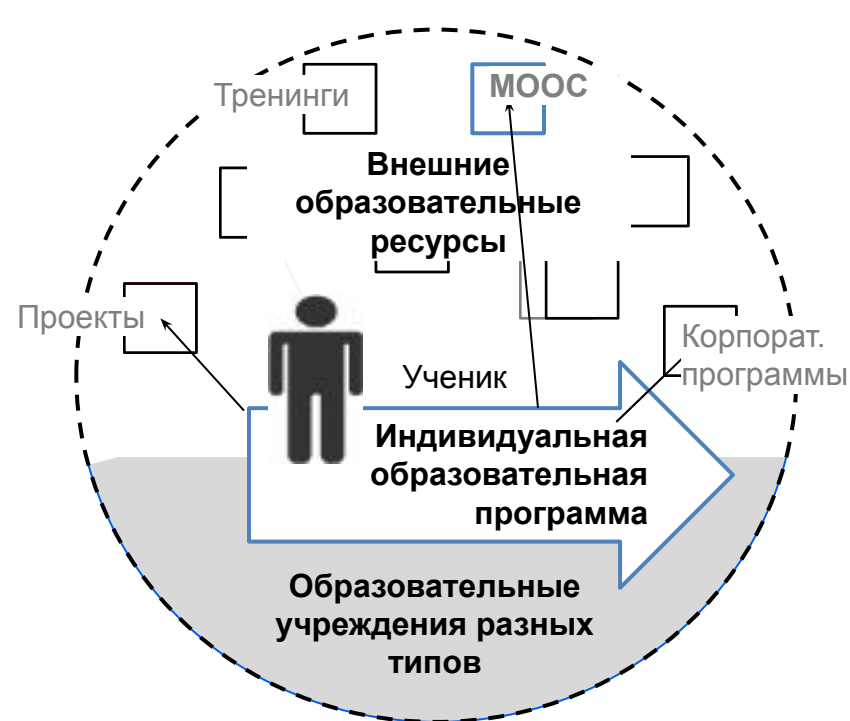 Тренинги
МООС
Внешние
образовательные
ресурсы
Проекты
Корпорат.
программы
Ученик
Индивидуальная
образовательная
программа
Образовательные
учреждения разных
типов